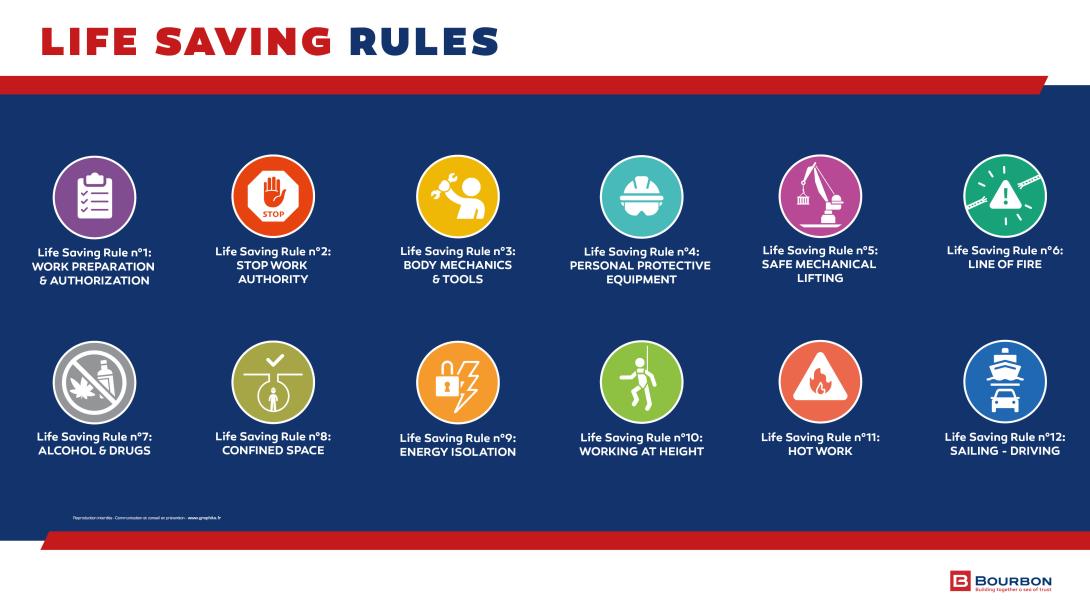 LIFE SAVING RULES
STOP
Life Saving Rule n°1:
WORK PREPARATION
& AUTHORIZATION
Life Saving Rule n°2:
STOP WORK
AUTHORITY
Life Saving Rule n°3:
BODY MECHANICS
& TOOLS
Life Saving Rule n°4:
PERSONAL PROTECTIVE
EQUIPMENT
Life Saving Rule n°5:
SAFE MECHANICAL
LIFTING
Life Saving Rule n°6:
LINE OF FIRE
Life Saving Rule n°7:
ALCOHOL & DRUGS
Life Saving Rule n°8:
CONFINED SPACE
Life Saving Rule n°9:
ENERGY ISOLATION
Life Saving Rule n°10:
WORKING AT HEIGHT
Life Saving Rule n°11:
HOT WORK
Life Saving Rule n°12:
SAILING - DRIVING
Reproduction interdite - Communication et conseil en prévention - www.graphito.fr
B BOURBON
Building together a sea of trust